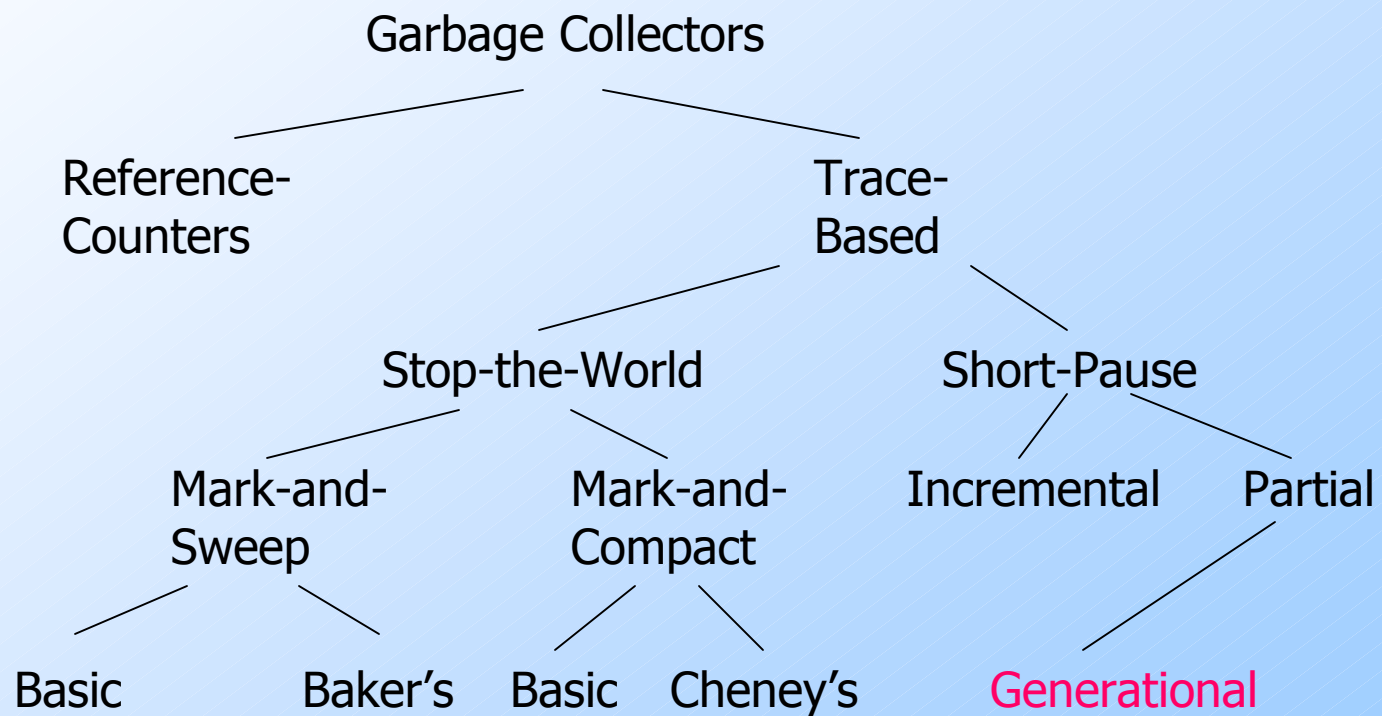 Garbage Collectors
Reference-
Counters
Trace-
Based
Stop-the-World
Short-Pause
Mark-and-
Sweep
Mark-and-
Compact
Incremental
Partial
Basic
Baker’s
Basic
Cheney’s
Generational